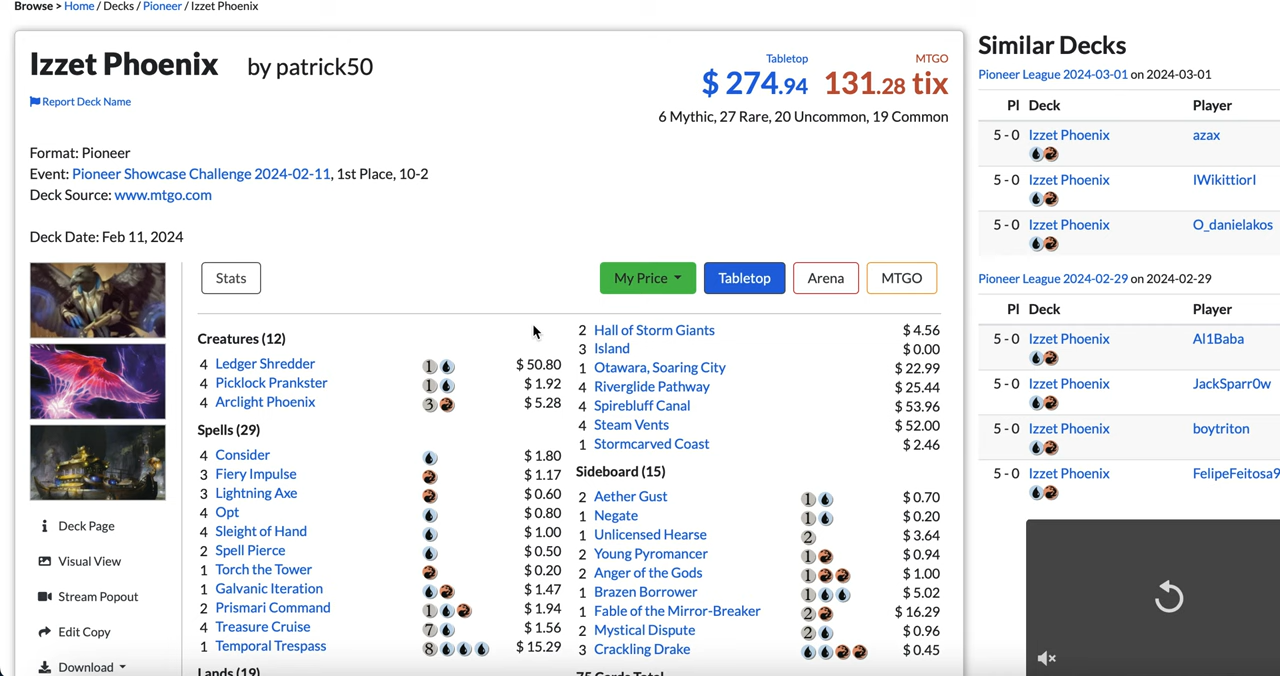 Browse > Home / Decks / Pioneer / Izzet Phoenix
Izzet Phoenix by patrick50
Report Deck Name
Tabletop
$ 274.94
MTGO
131.28 tix
6 Mythic, 27 Rare, 20 Uncommon, 19 Common
Format: Pioneer
Event: Pioneer Showcase Challenge 2024-02-11, 1st Place, 10-2
Deck Source: www.mtgo.com
Deck Date: Feb 11, 2024
Stats
My Price
Tabletop
Arena
MTGO
Creatures (12)
4 Ledger Shredder 1 $ 50.80
4 Picklock Prankster 1 $ 1.92
4 Arclight Phoenix 3 $ 5.28
Spells (29)
4 Consider $ 1.80
3 Fiery Impulse $ 1.17
3 Lightning Axe $ 0.60
4 Opt $ 0.80
4 Sleight of Hand $ 1.00
2 Spell Pierce $ 0.50
1 Torch the Tower $ 0.20
1 Galvanic Iteration $ 1.47
2 Prismari Command 1 $ 1.94
4 Treasure Cruise 7 $ 1.56
1 Temporal Trespass 8 $ 15.29
Lands (19)
2 Hall of Storm Giants $ 4.56
3 Island $ 0.00
1 Otawara, Soaring City $ 22.99
4 Riverglide Pathway $ 25.44
4 Spirebluff Canal $ 53.96
4 Steam Vents $ 52.00
1 Stormcarved Coast $ 2.46
Sideboard (15)
2 Aether Gust 1 $ 0.70
1 Negate 1 $ 0.20
1 Unlicensed Hearse 2 $ 3.64
2 Young Pyromancer 1 $ 0.94
2 Anger of the Gods 1 $ 1.00
1 Brazen Borrower 1 $ 5.02
1 Fable of the Mirror-Breaker 2 $ 16.29
2 Mystical Dispute 2 $ 0.96
3 Crackling Drake $ 0.45
75 Cards Total
Deck Page
Visual View
Stream Popout
Edit Copy
Download
Similar Decks
Pioneer League 2024-03-01 on 2024-03-01
Pl Deck Player
5 - 0 Izzet Phoenix azax
5 - 0 Izzet Phoenix IWikittiorI
5 - 0 Izzet Phoenix O_danielakos
Pioneer League 2024-02-29 on 2024-02-29
Pl Deck Player
5 - 0 Izzet Phoenix Al1Baba
5 - 0 Izzet Phoenix JackSparr0w
5 - 0 Izzet Phoenix boytriton
5 - 0 Izzet Phoenix FelipeFeitosa9